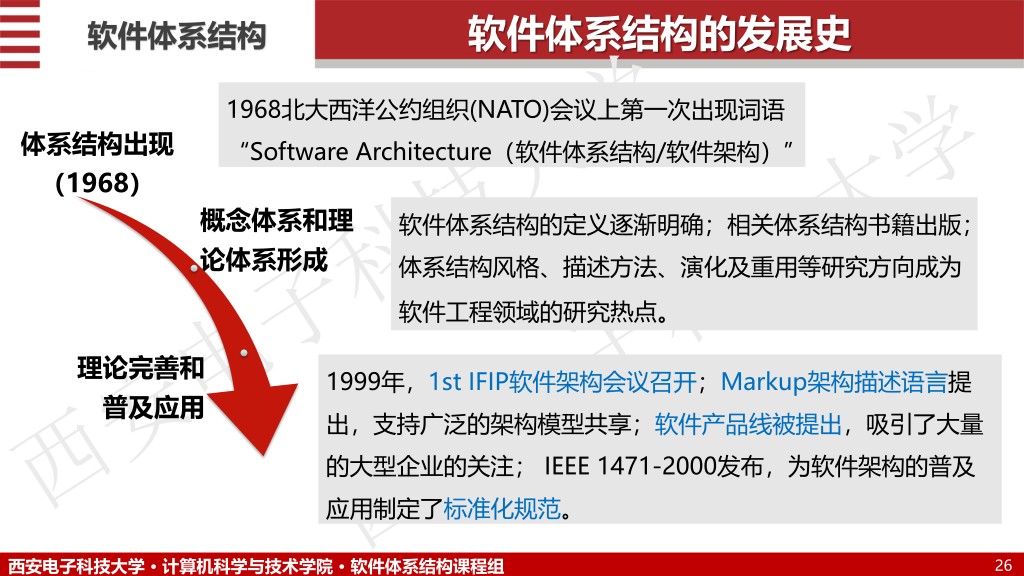 软件体系结构
软件体系结构的发展史
体系结构出现
（1968）
1968北大西洋公约组织(NATO)会议上第一次出现词语
“Software Architecture（软件体系结构/软件架构）”
概念体系和理
论体系形成
软件体系结构的定义逐渐明确；相关体系结构书籍出版；
体系结构风格、描述方法、演化及重用等研究方向成为
软件工程领域的研究热点。
理论完善和
普及应用
1999年，1st IFIP软件架构会议召开；Markup架构描述语言提
出，支持广泛的架构模型共享；软件产品线被提出，吸引了大量
的大型企业的关注； IEEE 1471-2000发布，为软件架构的普及
应用制定了标准化规范。
西安电子科技大学
西安电子科技大学 • 计算机科学与技术学院 • 软件体系结构课程组
26